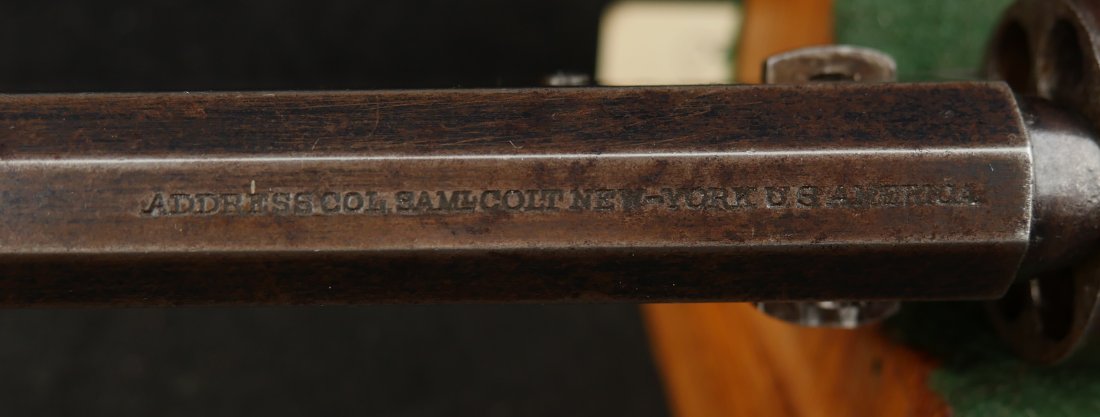 ADDRESS COL. SAML COLT NEW-YORK U S AMERICA